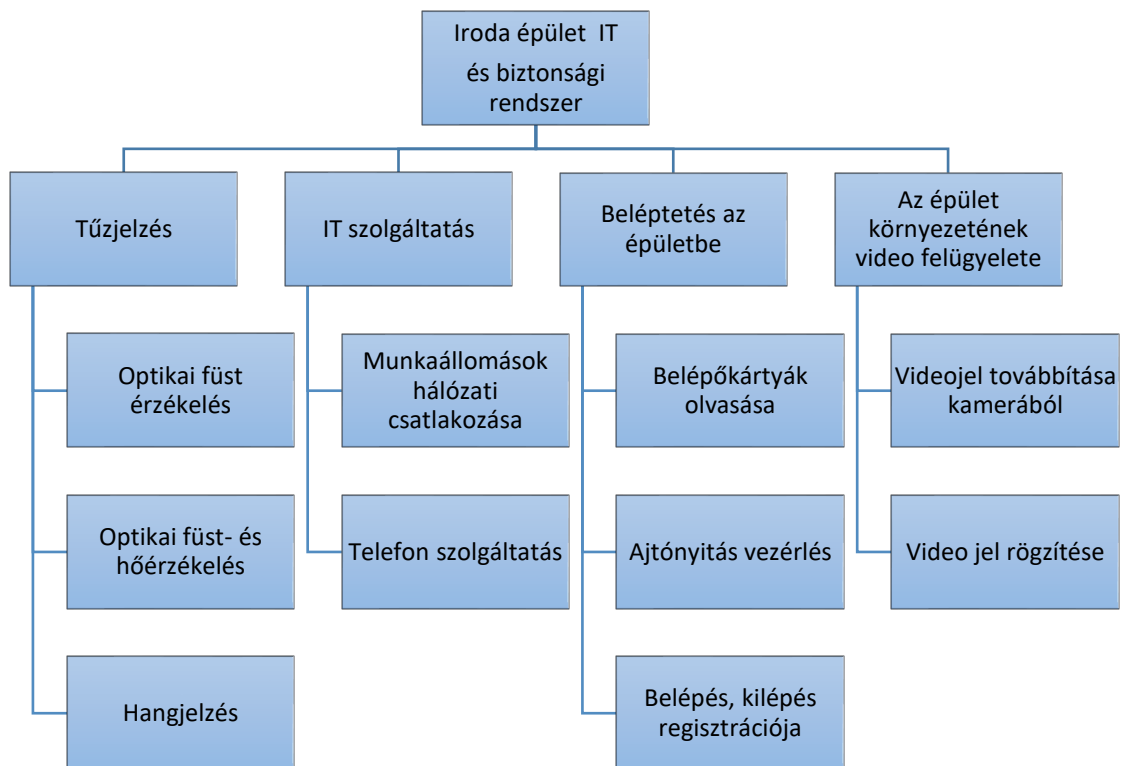 Iroda épület IT
és biztonsági
rendszer
Tűzjelzés
Optikai füst
érzékelés
Optikai füst- és
hőérzékelés
Hangjelzés
IT szolgáltatás
Munkaállomások
hálózati
csatlakozása
Telefon szolgáltatás
Beléptetés az
épületbe
Belépőkártyák
olvasása
Ajtónyitás vezérlés
Belépés, kilépés
regisztrációja
Az épület
környezetének
video felügyelete
Videojel továbbítása
kamerából
Video jel rögzítése